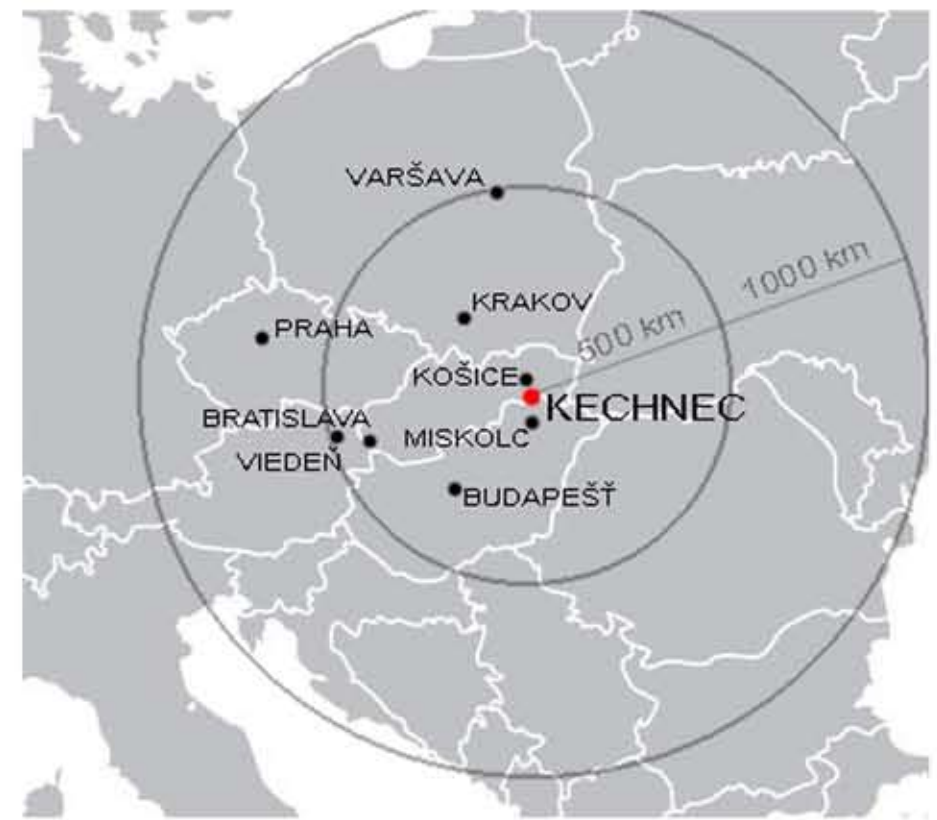 VARŠAVA
1000 km
KRAKOV
500 km
PRAHA
KOŠICE
KECHNEC
BRATISLAVA
MISKOLC
VIEDEŇ
BUDAPEŠŤ